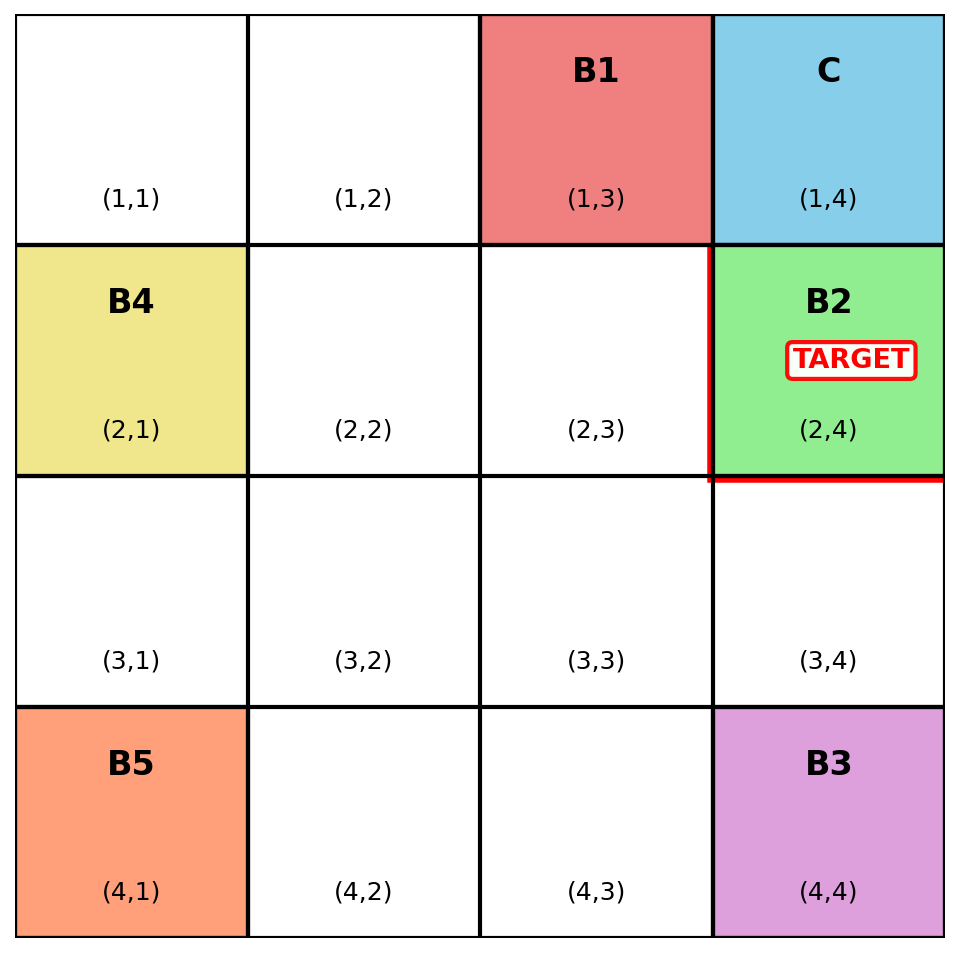 B1 C
(1,1) (1,2) (1,3) (1,4)
B4 B2
TARGET
(2,1) (2,2) (2,3) (2,4)
(3,1) (3,2) (3,3) (3,4)
B5 B3
(4,1) (4,2) (4,3) (4,4)